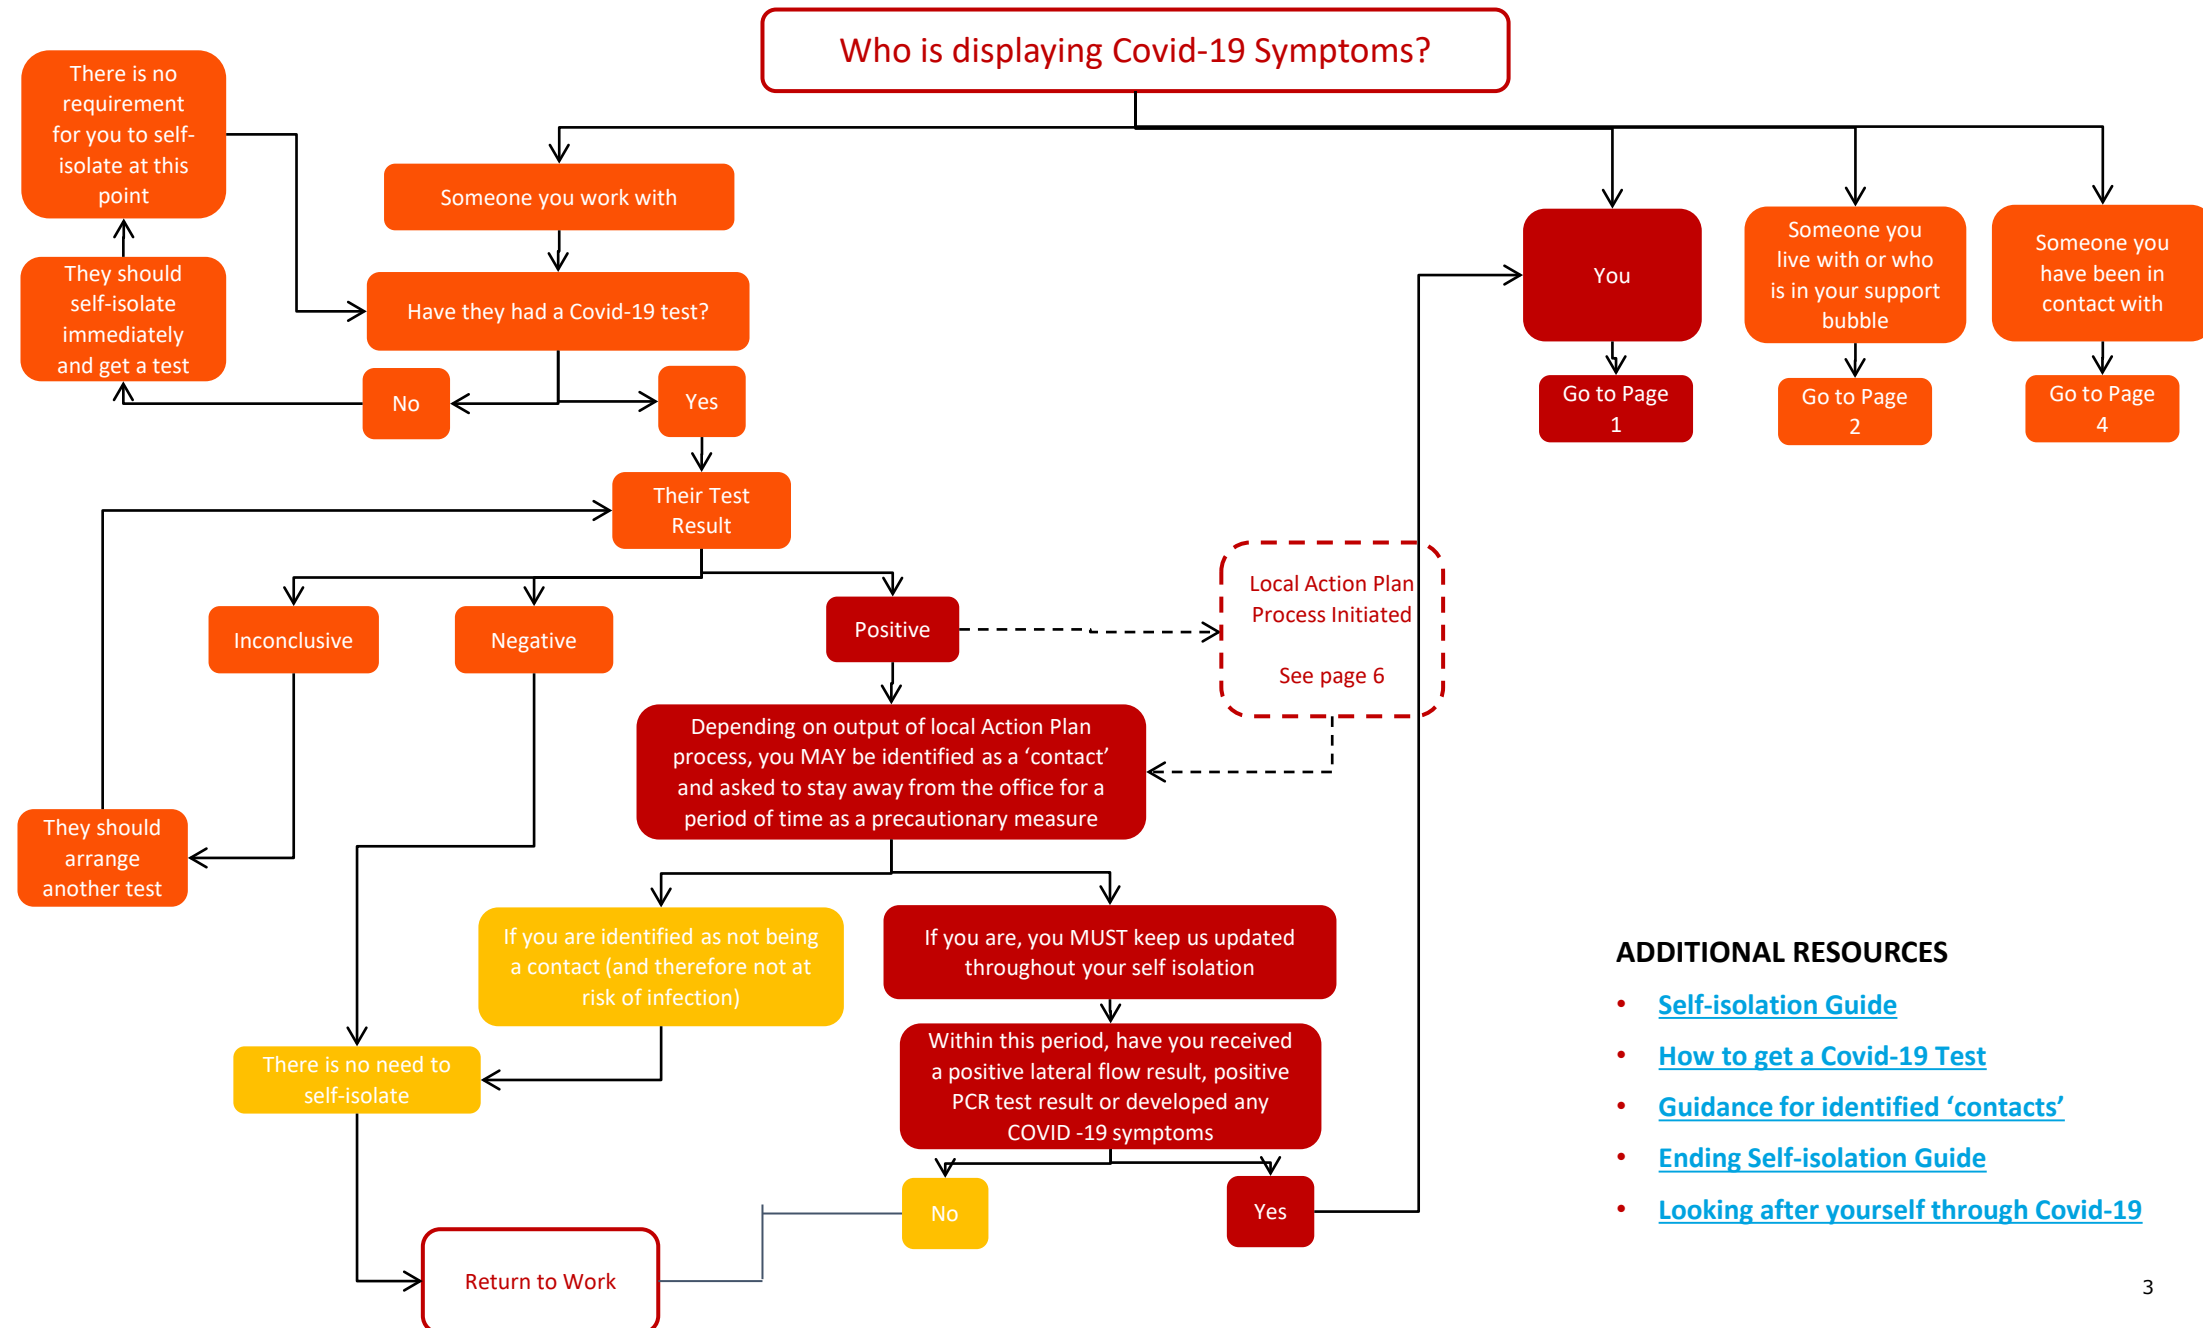 Who is displaying Covid-19 Symptoms?
There is no
requirement
for you to self-
isolate at this
point
Someone you work with
They should
self-isolate
immediately
and get a test
Have they had a Covid-19 test?
No
Yes
You
Someone you
live with or who
is in your support
bubble
Someone you
have been in
contact with
Go to Page
1
Go to Page
2
Go to Page
4
Their Test
Result
Inconclusive
Negative
Positive
Local Action Plan
Process Initiated
See page 6
Depending on output of local Action Plan
process, you MAY be identified as a ‘contact’
and asked to stay away from the office for a
period of time as a precautionary measure
They should
arrange
another test
If you are identified as not being
a contact (and therefore not at
risk of infection)
If you are, you MUST keep us updated
throughout your self isolation
There is no need to
self-isolate
Within this period, have you received
a positive lateral flow result, positive
PCR test result or developed any
COVID -19 symptoms
No
Yes
Return to Work
ADDITIONAL RESOURCES
• Self-isolation Guide
• How to get a Covid-19 Test
• Guidance for identified ‘contacts’
• Ending Self-isolation Guide
• Looking after yourself through Covid-19
3